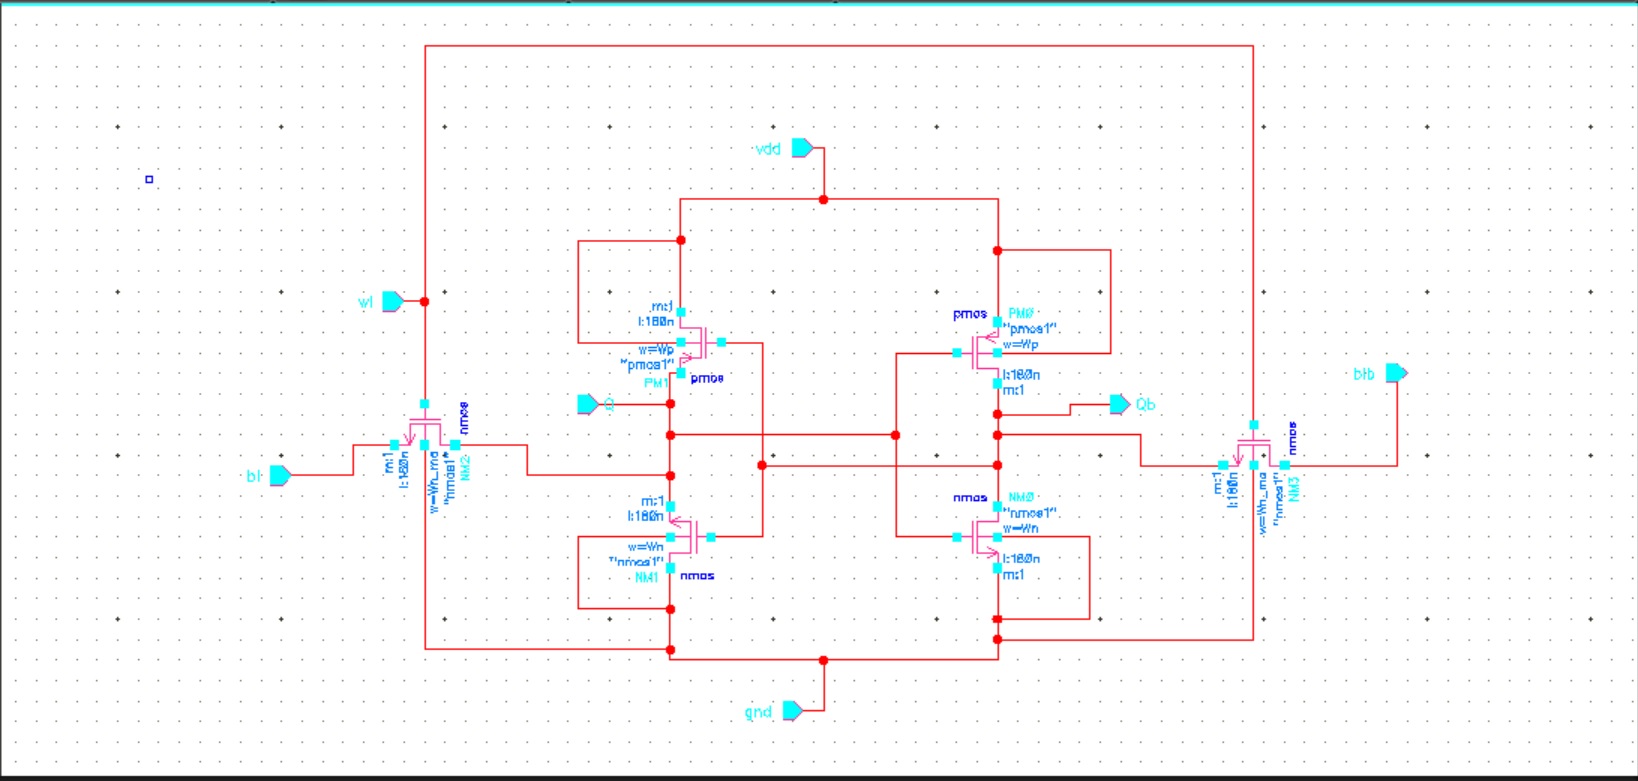 vdd
wl
m:1
l:180n
w=Wp
"pmos1"
PM1
pmos
pmos
PM0
"pmos1"
w=Wp
l:180n
m:1
blb
Q
Qb
nmos
m:1
l:180n
"nmos1"
NM2
bl
m:1
l:180n
w=Wn
"nmos1"
NM1
nmos
nmos
NM0
"nmos1"
w=Wn
l:180n
m:1
nmos
m:1
l:180n
"nmos1"
NM3
gnd